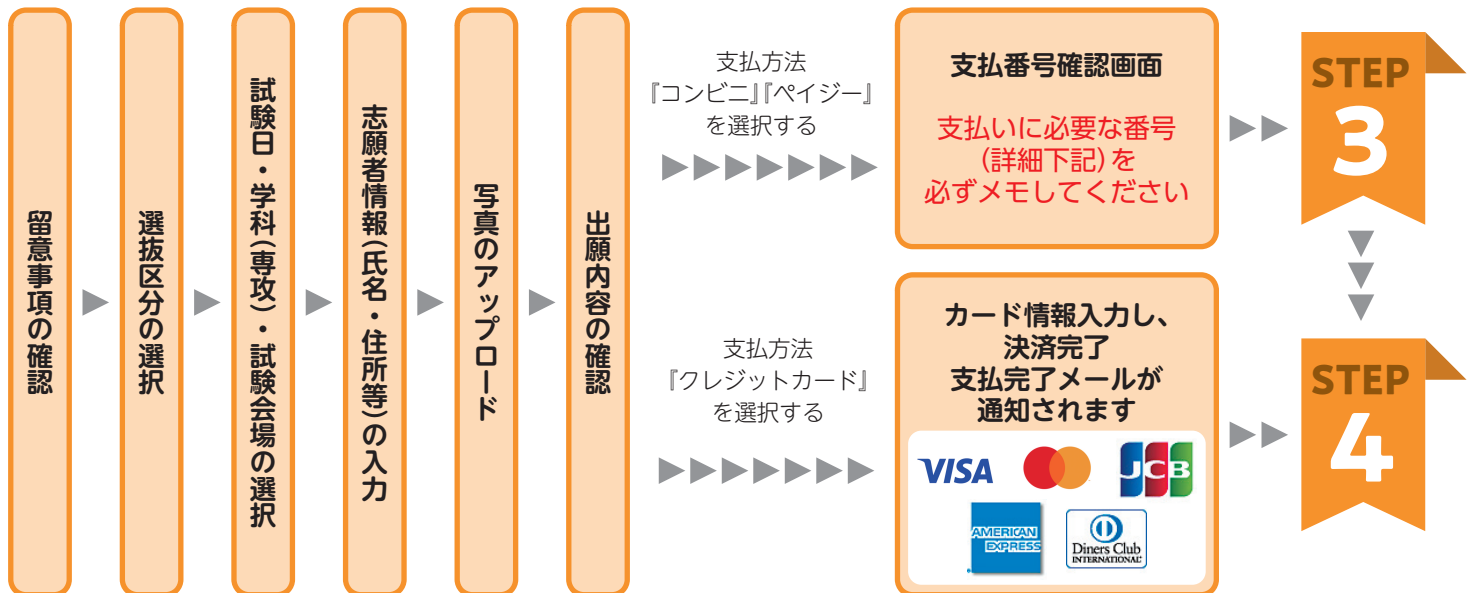 留意事項の確認
選抜区分の選択
試験日・学科(専攻)・試験会場の選択
志願者情報(氏名・住所等)の入力
写真のアップロード
出願内容の確認
支払方法
『コンビニ』『ペイジー』
を選択する
支払番号確認画面
支払いに必要な番号
(詳細下記)を
必ずメモしてください
STEP
3
支払方法
『クレジットカード』
を選択する
カード情報入力し、
決済完了
支払完了メールが
通知されます
VISA
JCB
AMERICAN
EXPRESS
Diners Club
INTERNATIONAL
STEP
4